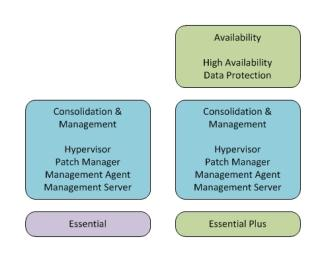 Availability
High Availability
Data Protection
Consolidation &
Management
Hypervisor
Patch Manager
Management Agent
Management Server
Consolidation &
Management
Hypervisor
Patch Manager
Management Agent
Management Server
Essential
Essential Plus